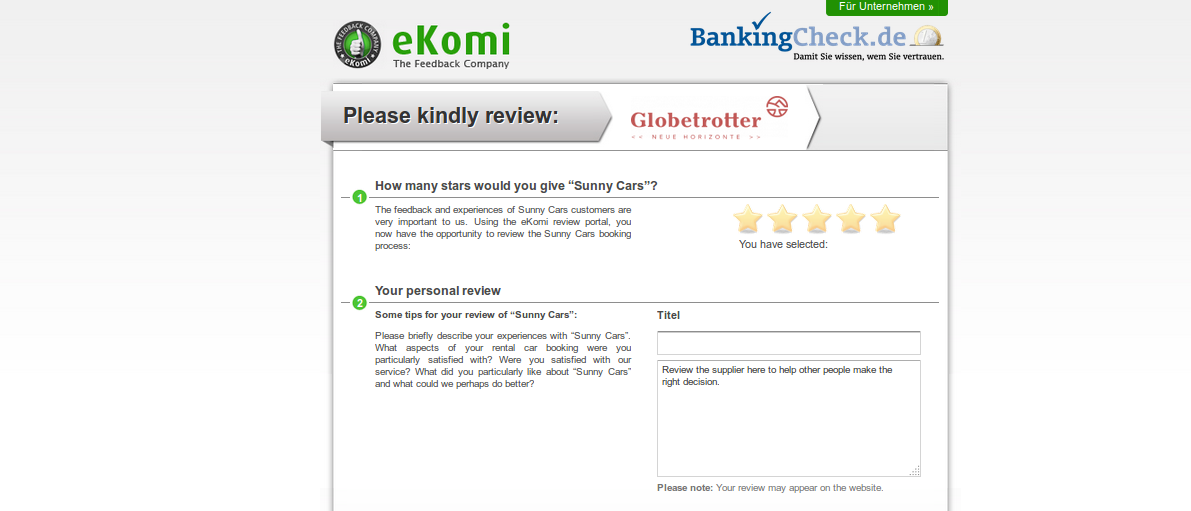 Für Unternehmen »
THE FEEDBACK COMPANY
eKomi
eKomi
The Feedback Company
BankingCheck.de
Damit Sie wissen, wem Sie vertrauen.
Please kindly review:
Globetrotter
<< NEUE HORIZONTE >>
1
How many stars would you give “Sunny Cars”?
The feedback and experiences of Sunny Cars customers are
very important to us. Using the eKomi review portal, you
now have the opportunity to review the Sunny Cars booking
process:
You have selected:
2
Your personal review
Some tips for your review of “Sunny Cars”:
Please briefly describe your experiences with “Sunny Cars”.
What aspects of your rental car booking were you
particularly satisfied with? Were you satisfied with our
service? What did you particularly like about “Sunny Cars”
and what could we perhaps do better?
Titel
Review the supplier here to help other people make the
right decision.
Please note: Your review may appear on the website.